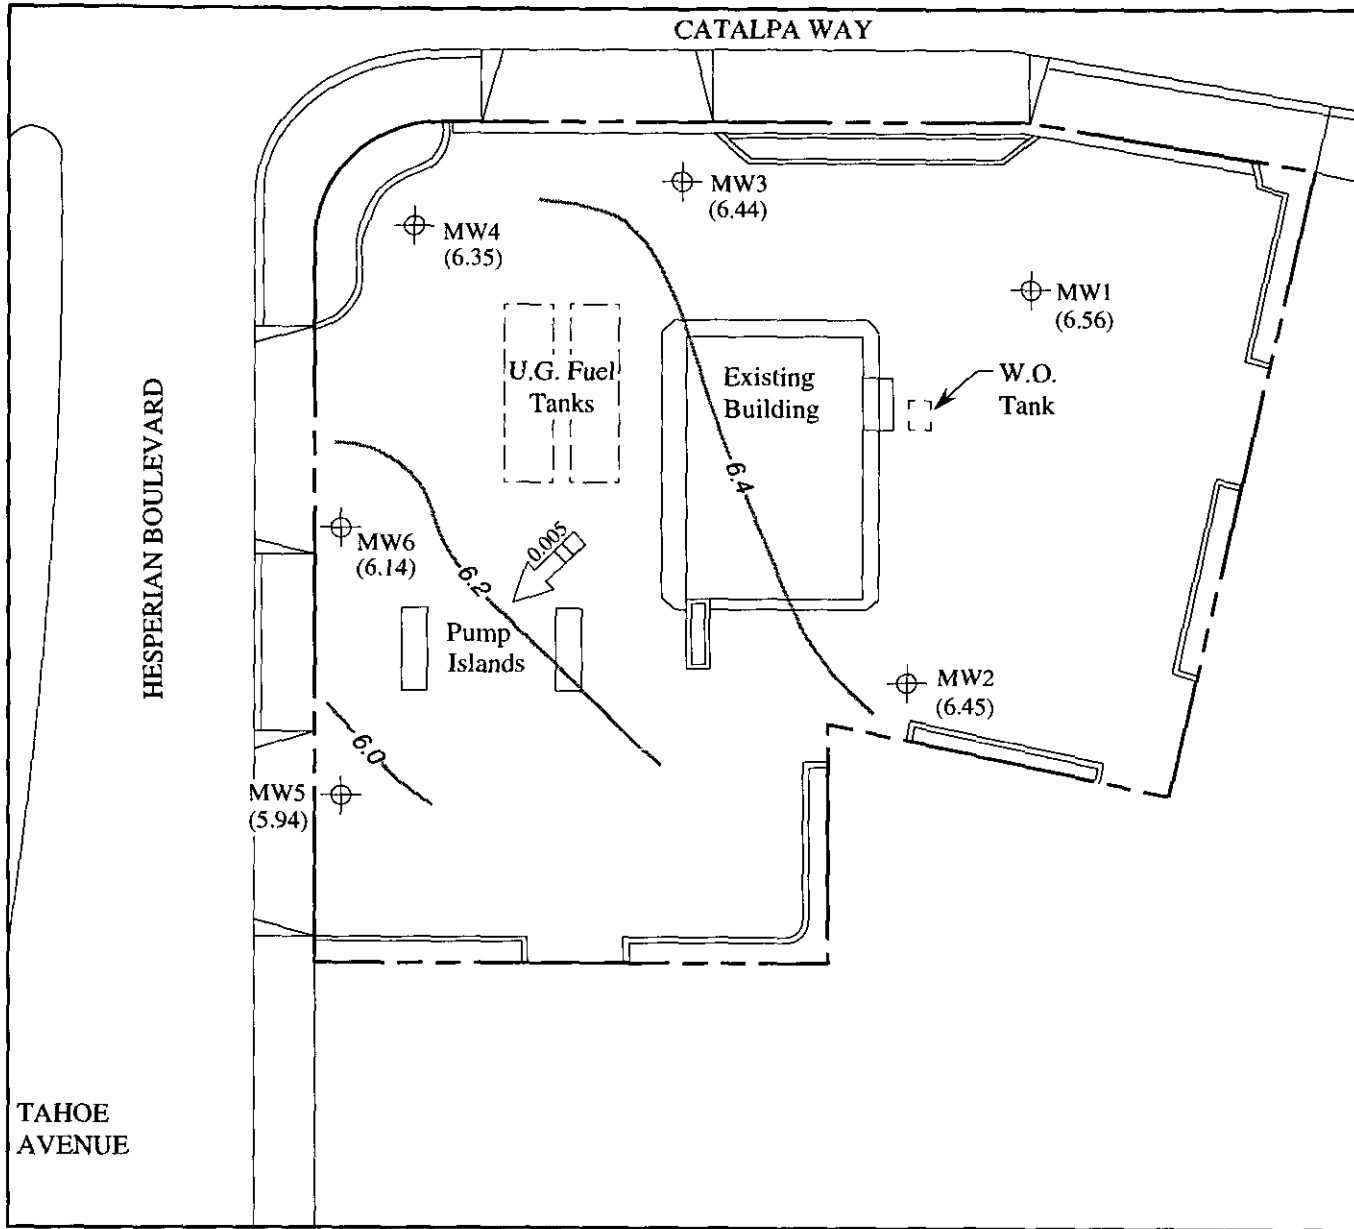 CATALPA WAY
MW3
(6.44)
MW4
(6.35)
MW1
(6.56)
U.G. Fuel
Tanks
Existing
Building
W.O.
Tank
HESPERIAN BOULEVARD
6.4
MW6
(6.14)
0.005
6.2
Pump
Islands
MW2
(6.45)
6.0
MW5
(5.94)
TAHOE
AVENUE